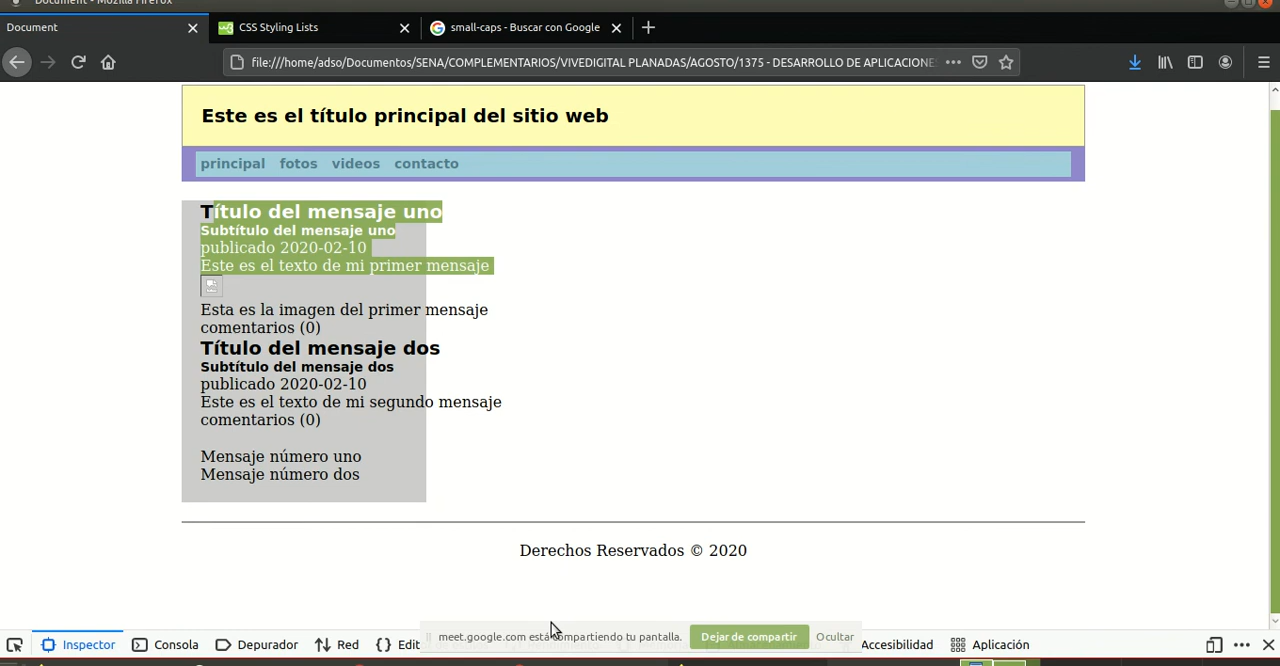 Document - Mozilla Firefox
Document
CSS Styling Lists
small-caps - Buscar con Google
file:///home/adso/Documentos/SENA/COMPLEMENTARIOS/VIVEDIGITAL PLANADAS/AGOSTO/1375 - DESARROLLO DE APLICACIONE
Este es el título principal del sitio web
principal fotos videos contacto
Título del mensaje uno
Subtítulo del mensaje uno
publicado 2020-02-10
Este es el texto de mi primer mensaje
Esta es la imagen del primer mensaje
comentarios (0)
Título del mensaje dos
Subtítulo del mensaje dos
publicado 2020-02-10
Este es el texto de mi segundo mensaje
comentarios (0)
Mensaje número uno
Mensaje número dos
Derechos Reservados © 2020
Inspector Consola Depurador Red {} Edit Accesibilidad Aplicación
meet.google.com está compartiendo tu pantalla. Dejar de compartir Ocultar